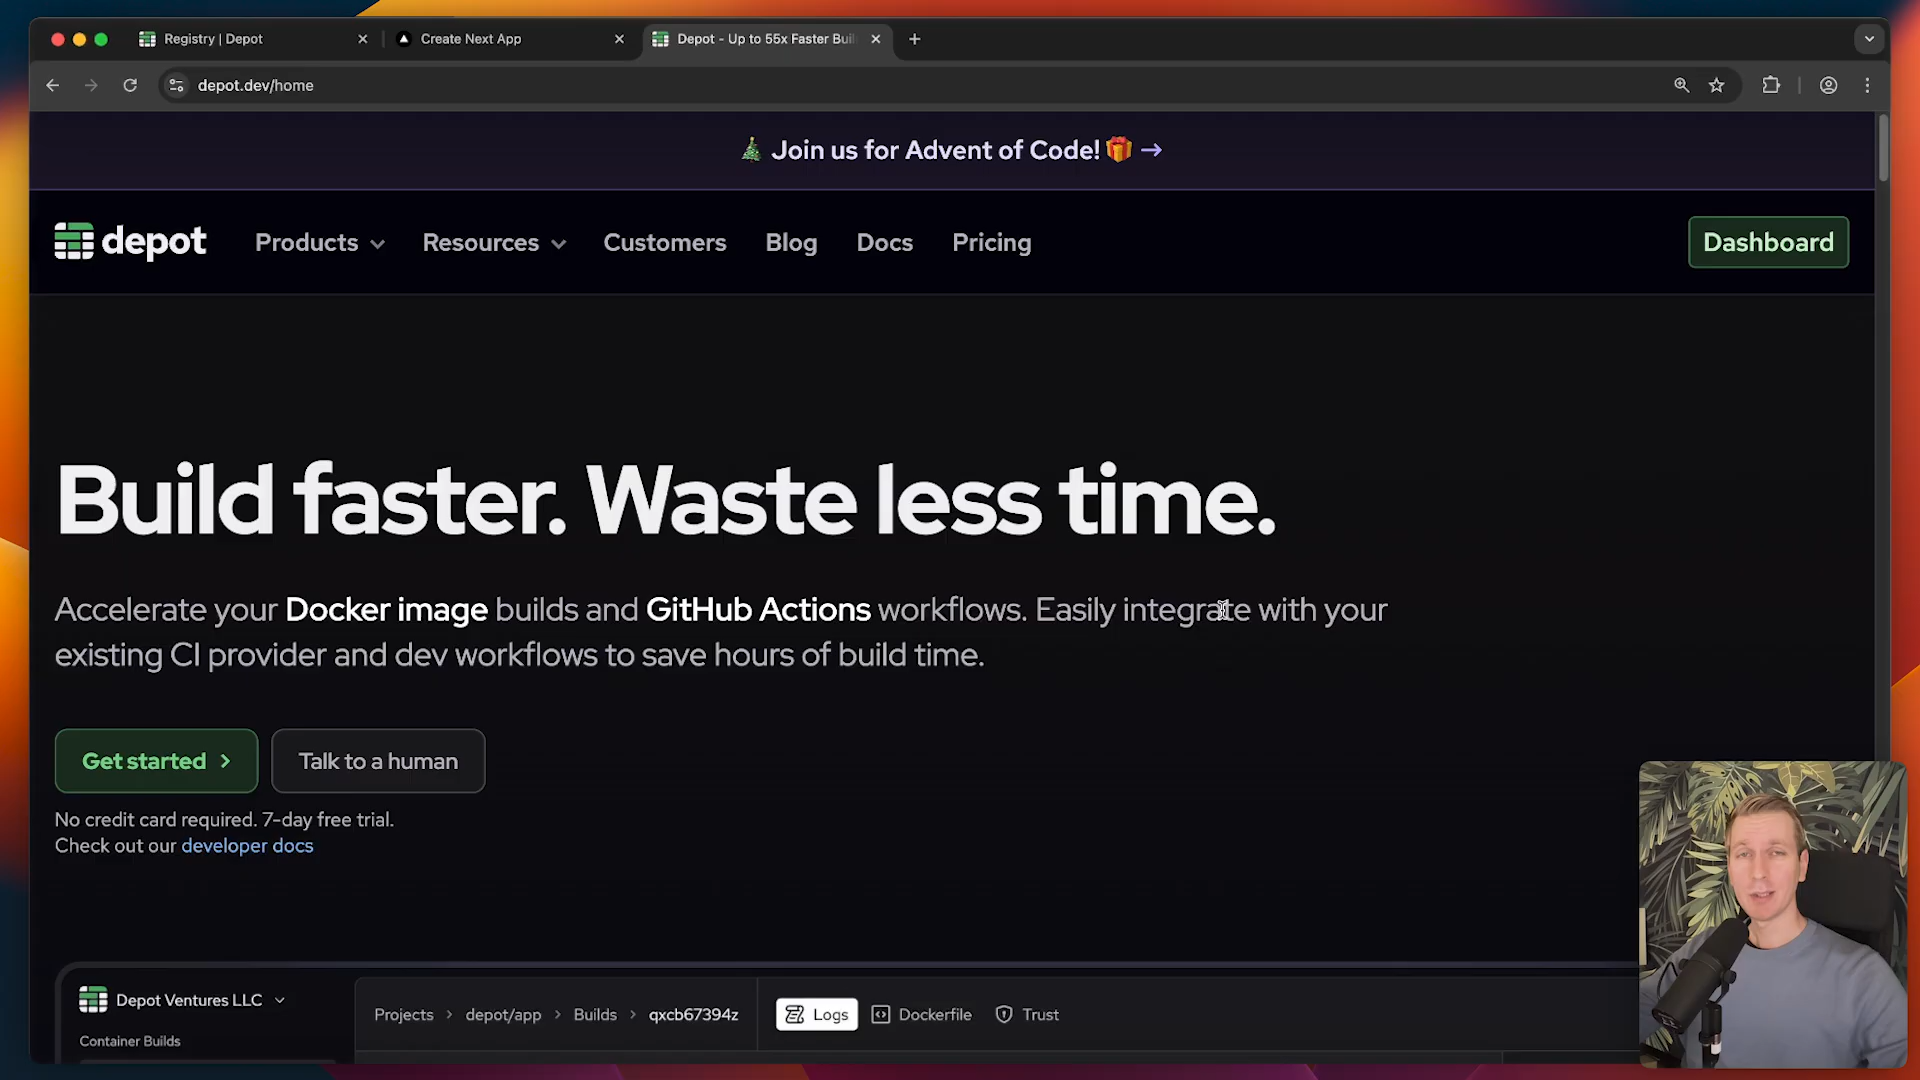 Registry | Depot
Create Next App
Depot - Up to 55x Faster Buil
depot.dev/home
🎄 Join us for Advent of Code! 🎁 →
depot
Products
Resources
Customers
Blog
Docs
Pricing
Dashboard
Build faster. Waste less time.
Accelerate your Docker image builds and GitHub Actions workflows. Easily integrate with your
existing CI provider and dev workflows to save hours of build time.
Get started >
Talk to a human
No credit card required. 7-day free trial.
Check out our developer docs
Depot Ventures LLC
Projects > depot/app > Builds > qxcb67394z
Logs
Dockerfile
Trust
Container Builds